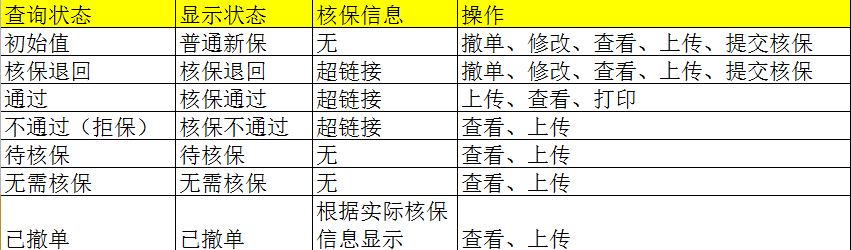 查询状态 显示状态 核保信息 操作
初始值 普通新保 无 撤单、修改、查看、上传、提交核保
核保退回 核保退回 超链接 撤单、修改、查看、上传、提交核保
通过 核保通过 超链接 上传、查看、打印
不通过（拒保） 核保不通过 超链接 查看、上传
待核保 待核保 无 查看、上传
无需核保 无需核保 无 查看、上传
根据实际核保
已撤单 已撤单 信息显示 查看、上传